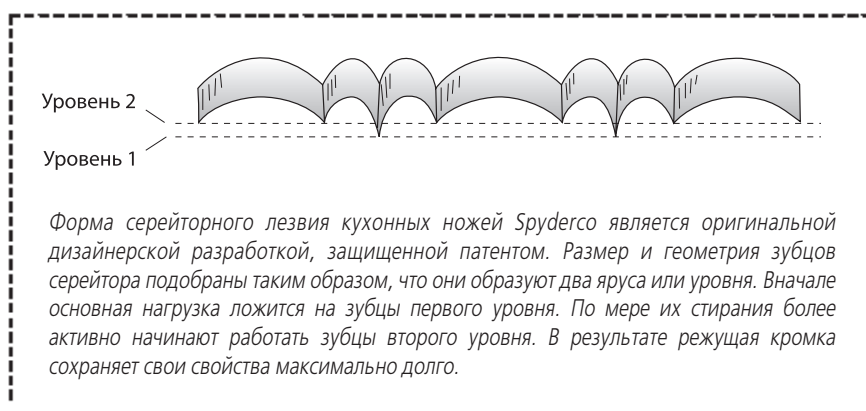 Уровень 2
Уровень 1
Форма серейторного лезвия кухонных ножей Spyderco является оригинальной
дизайнерской разработкой, защищенной патентом. Размер и геометрия зубцов
серейтора подобраны таким образом, что они образуют два яруса или уровня. Вначале
основная нагрузка ложится на зубцы первого уровня. По мере их стирания более
активно начинают работать зубцы второго уровня. В результате режущая кромка
сохраняет свои свойства максимально долго.